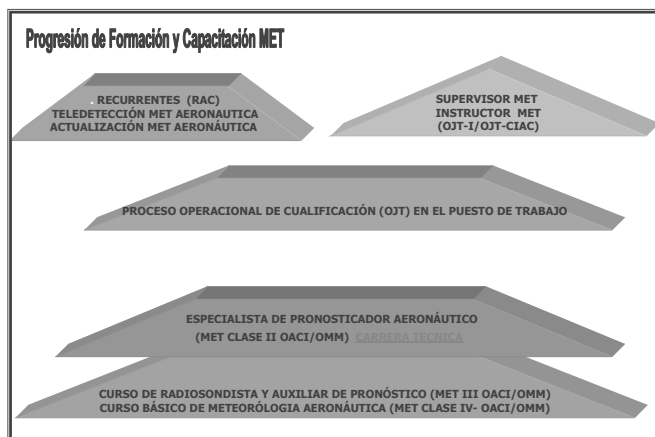 Progresión de Formación y Capacitación MET
. RECURRENTES (RAC)
TELEDETECCIÓN MET AERONAUTICA
ACTUALIZACIÓN MET AERONÁUTICA
SUPERVISOR MET
INSTRUCTOR MET
(OJT-I/OJT-CIAC)
PROCESO OPERACIONAL DE CUALIFICACIÓN (OJT) EN EL PUESTO DE TRABAJO
ESPECIALISTA DE PRONOSTICADOR AERONÁUTICO
(MET CLASE II OACI/OMM) CARRERA TECNICA
CURSO DE RADIOSONDISTA Y AUXILIAR DE PRONÓSTICO (MET III OACI/OMM)
CURSO BÁSICO DE METEORÓLOGIA AERONÁUTICA (MET CLASE IV- OACI/OMM)